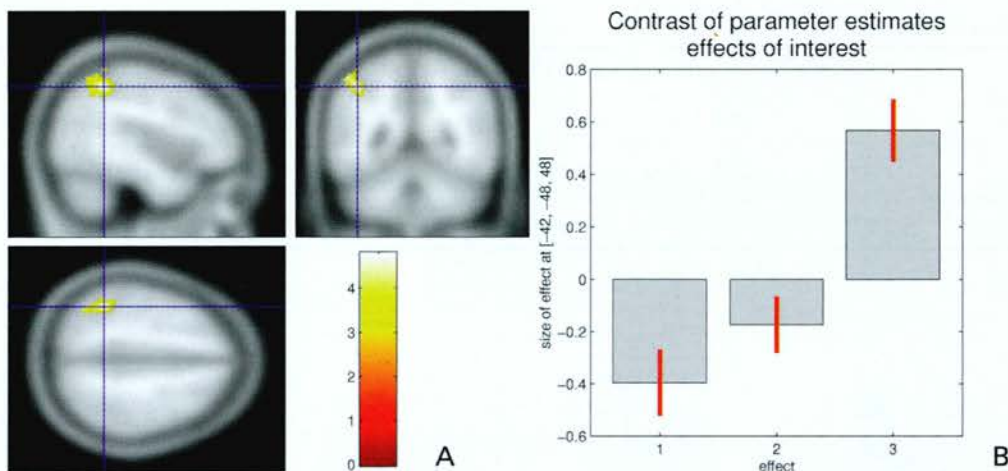 4
3
2
1
0
A
Contrast of parameter estimates
effects of interest
size of effect at [-42, -48, 48]
0.8
0.6
0.4
0.2
0
-0.2
-0.4
-0.6
1 2 3
effect
B